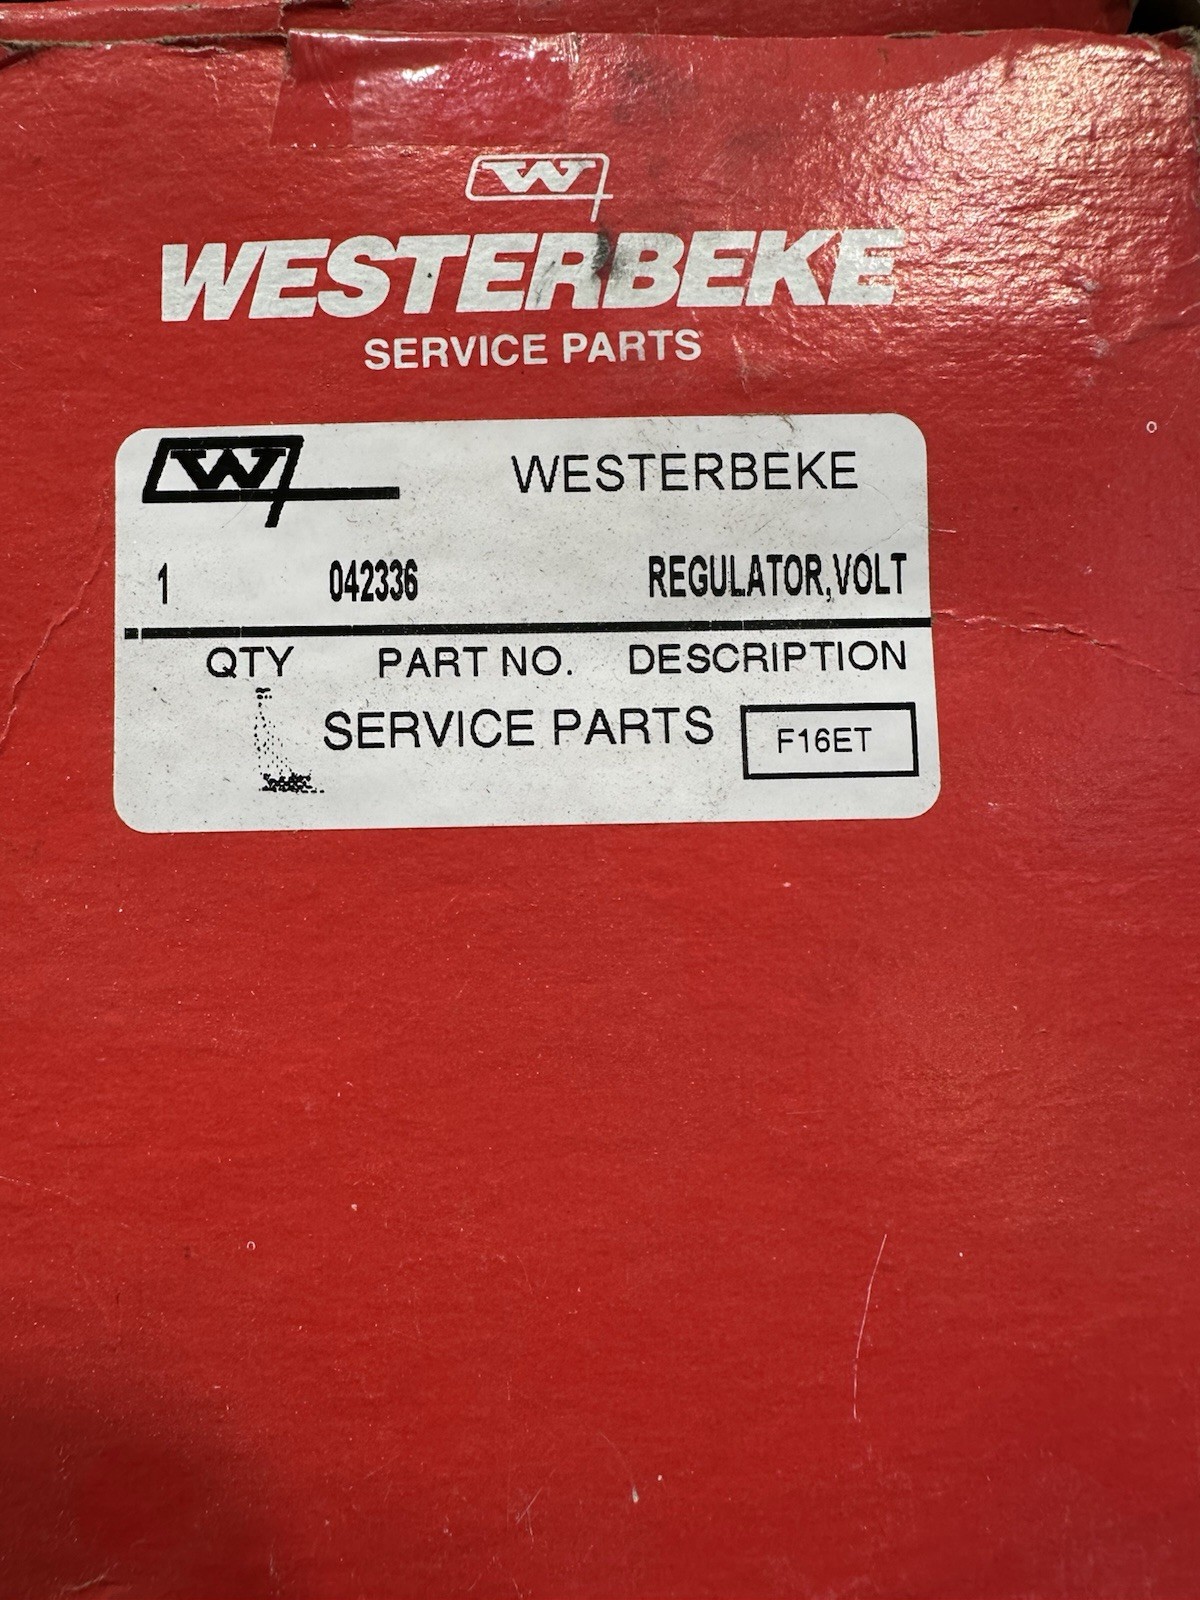 W
WESTERBEKE
SERVICE PARTS
W WESTERBEKE
1 042336 REGULATOR,VOLT
QTY PART NO. DESCRIPTION
SERVICE PARTS F16ET